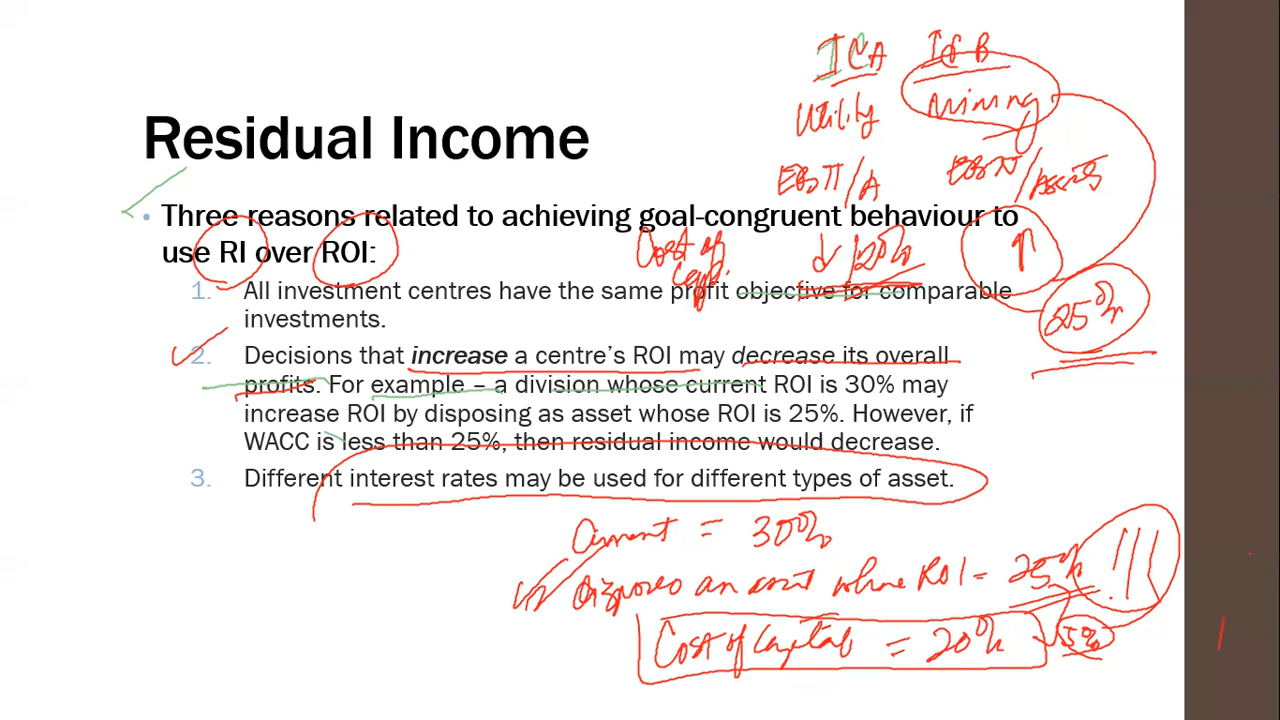 ICA ICB
Utility Mining
EBIT/A EBIT/Assets
Residual Income
• Three reasons related to achieving goal-congruent behaviour to
use RI over ROI:
Cost of cap. ↓ 20% ↑
25%
1. All investment centres have the same profit objective for comparable
investments.
2. Decisions that increase a centre's ROI may decrease its overall
profits. For example – a division whose current ROI is 30% may
increase ROI by disposing as asset whose ROI is 25%. However, if
WACC is less than 25%, then residual income would decrease.
3. Different interest rates may be used for different types of asset.
Current = 30%
Disposes an asset whose ROI = 25% !!!
Cost of Capital = 20% 5%